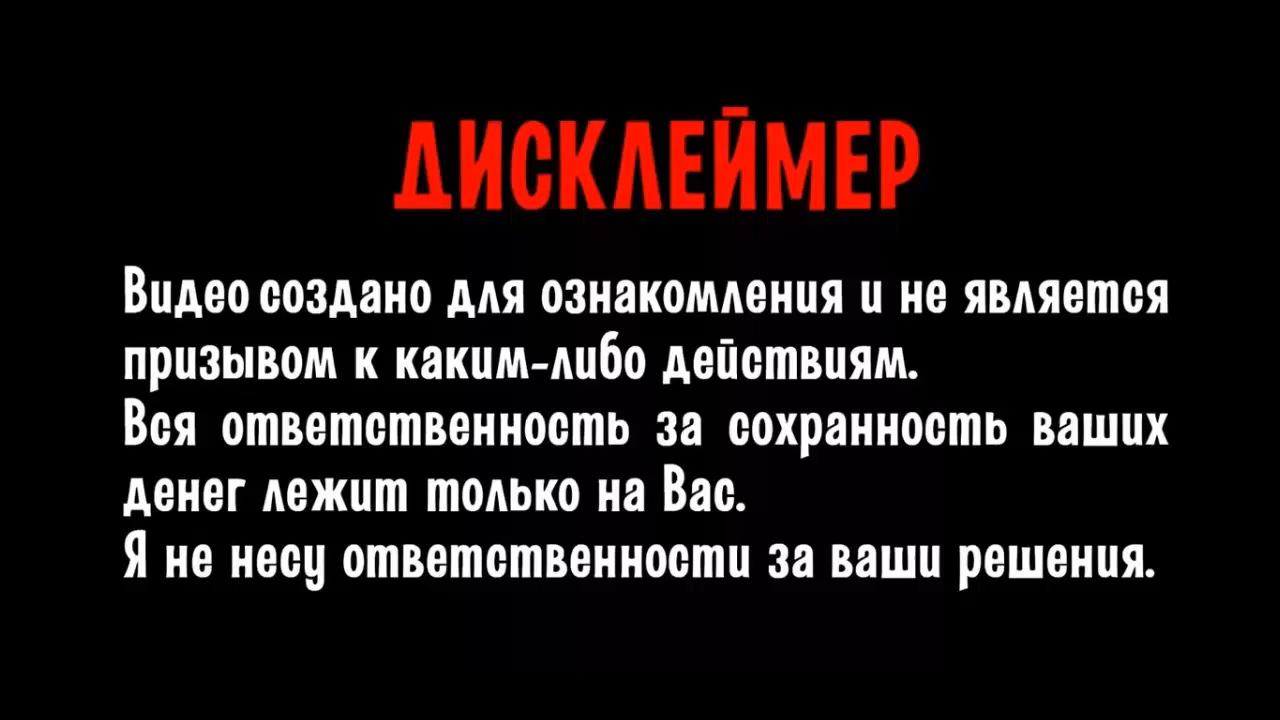 ДИСКЛЕЙМЕР
Видео создано для ознакомления и не является
призывом к каким-либо действиям.
Вся ответственность за сохранность ваших
денег лежит только на Вас.
Я не несу ответственности за ваши решения.